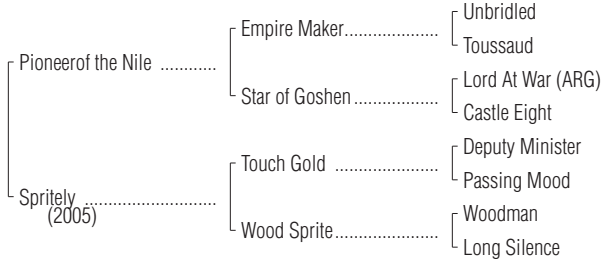 Unbridled
Empire Maker....................
Toussaud
Pioneerof the Nile ............
Lord At War (ARG)
Star of Goshen ..................
Castle Eight
Deputy Minister
Touch Gold ......................
Passing Mood
Spritely ............................
(2005)
Woodman
Wood Sprite......................
Long Silence